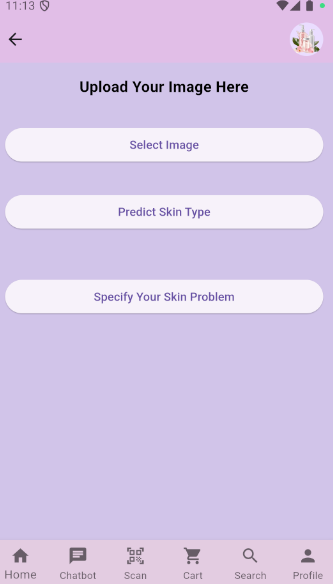 11:13
Upload Your Image Here
Select Image
Predict Skin Type
Specify Your Skin Problem
Home Chatbot Scan Cart Search Profile